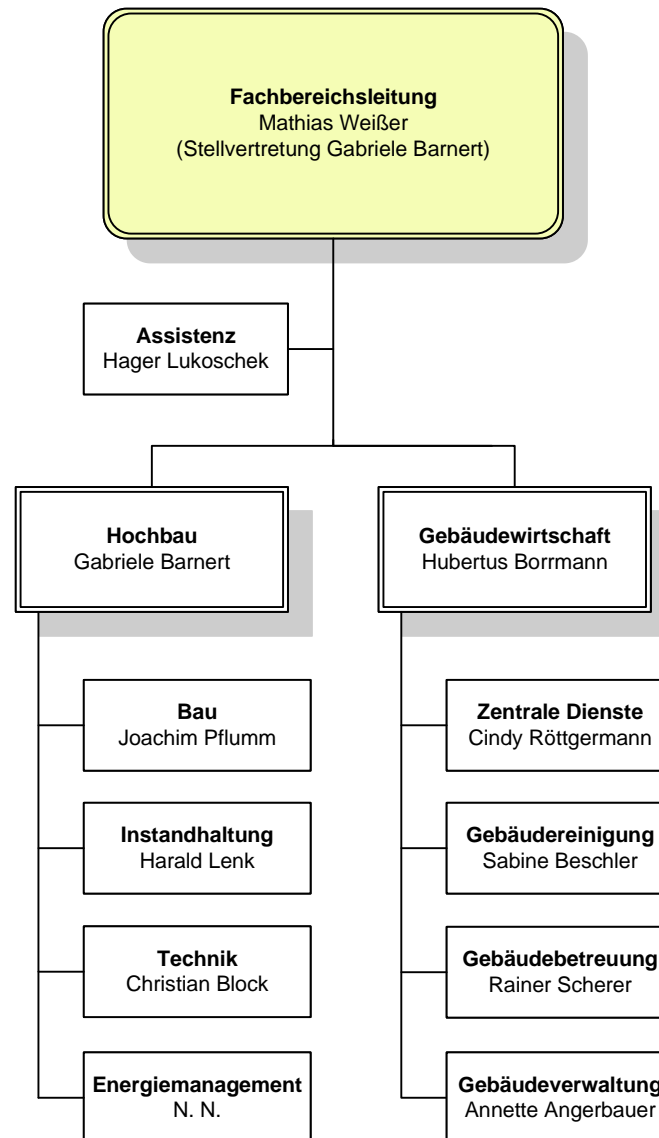 Fachbereichsleitung
Mathias Weißer
(Stellvertretung Gabriele Barnert)
Assistenz
Hager Lukoschek
Hochbau
Gabriele Barnert
Gebäudewirtschaft
Hubertus Borrmann
Bau
Joachim Pflumm
Zentrale Dienste
Cindy Röttgermann
Instandhaltung
Harald Lenk
Gebäudereinigung
Sabine Beschler
Technik
Christian Block
Gebäudebetreuung
Rainer Scherer
Energiemanagement
N. N.
Gebäudeverwaltung
Annette Angerbauer